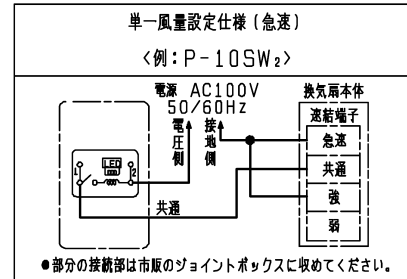 単一風量設定仕様（急速）
〈例：P-10SW₂〉
電源 AC100V
50/60Hz
換気扇本体
速結端子
電圧側
接地側
急速
共通
強
弱
LED
1
2
共通
●部分の接続部は市販のジョイントボックスに収めてください。